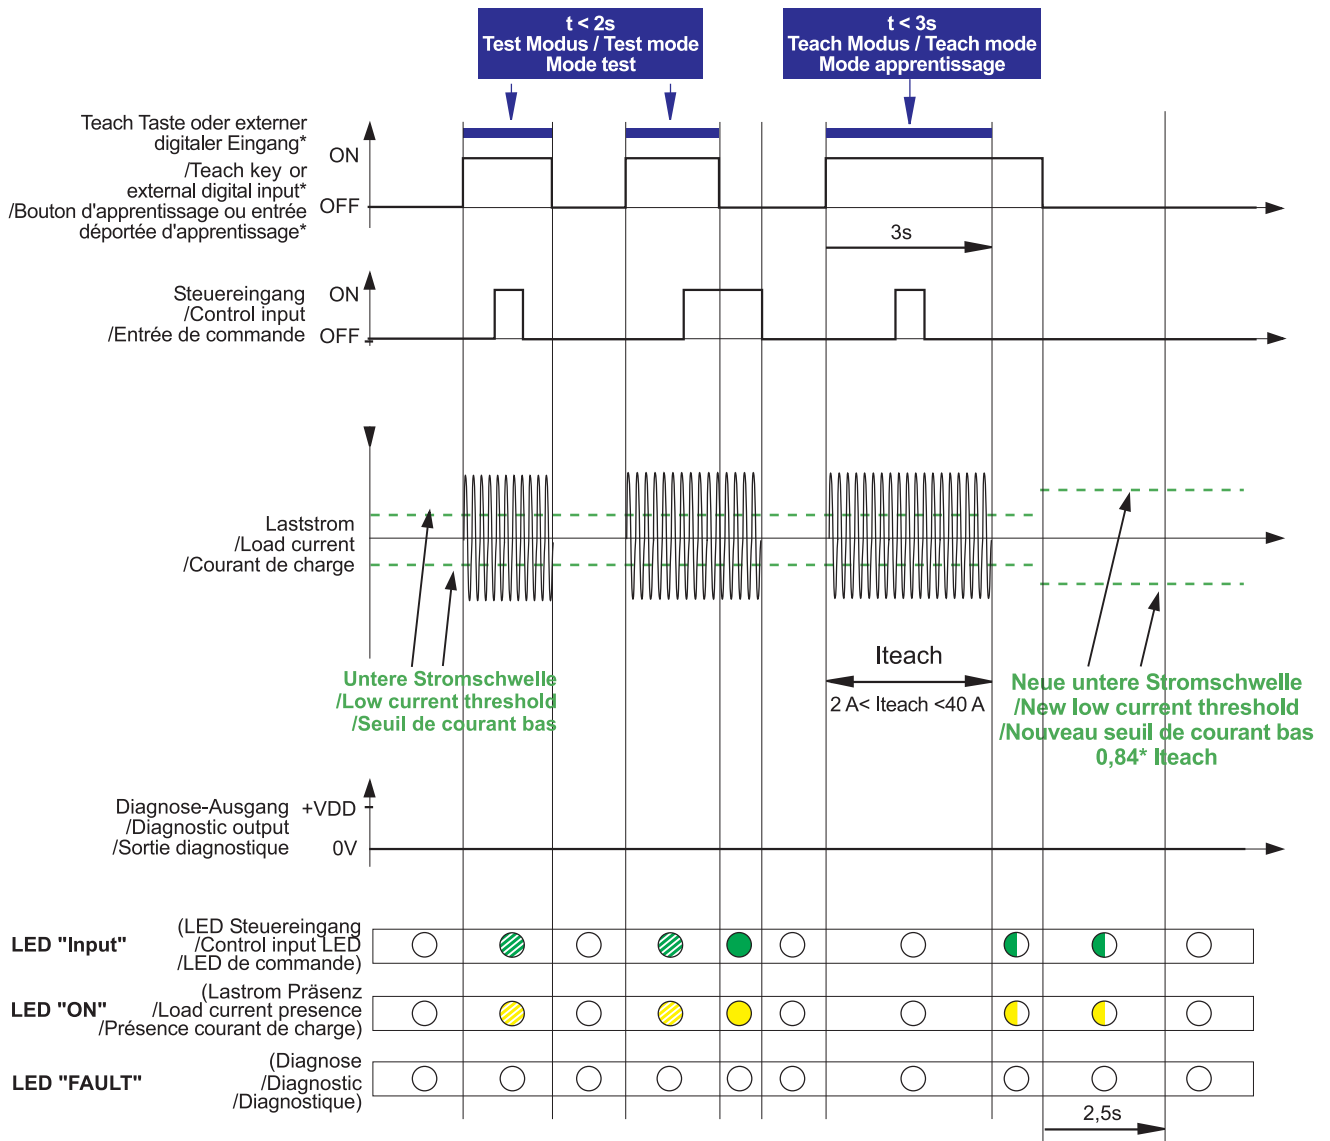 t < 2s
Test Modus / Test mode
Mode test
t < 3s
Teach Modus / Teach mode
Mode apprentissage
Teach Taste oder externer
digitaler Eingang*
/Teach key or
external digital input*
/Bouton d'apprentissage ou entrée
déportée d'apprentissage*
ON
OFF
3s
Steuereingang
/Control input
/Entrée de commande
ON
OFF
Laststrom
/Load current
/Courant de charge
Untere Stromschwelle
/Low current threshold
/Seuil de courant bas
Iteach
2 A< Iteach <40 A
Neue untere Stromschwelle
/New low current threshold
/Nouveau seuil de courant bas
0,84* Iteach
Diagnose-Ausgang
/Diagnostic output
/Sortie diagnostique
+VDD
0V
LED "Input"
(LED Steuereingang
/Control input LED
/LED de commande)
LED "ON"
(Lastrom Präsenz
/Load current presence
/Présence courant de charge)
LED "FAULT"
(Diagnose
/Diagnostic
/Diagnostique)
2,5s